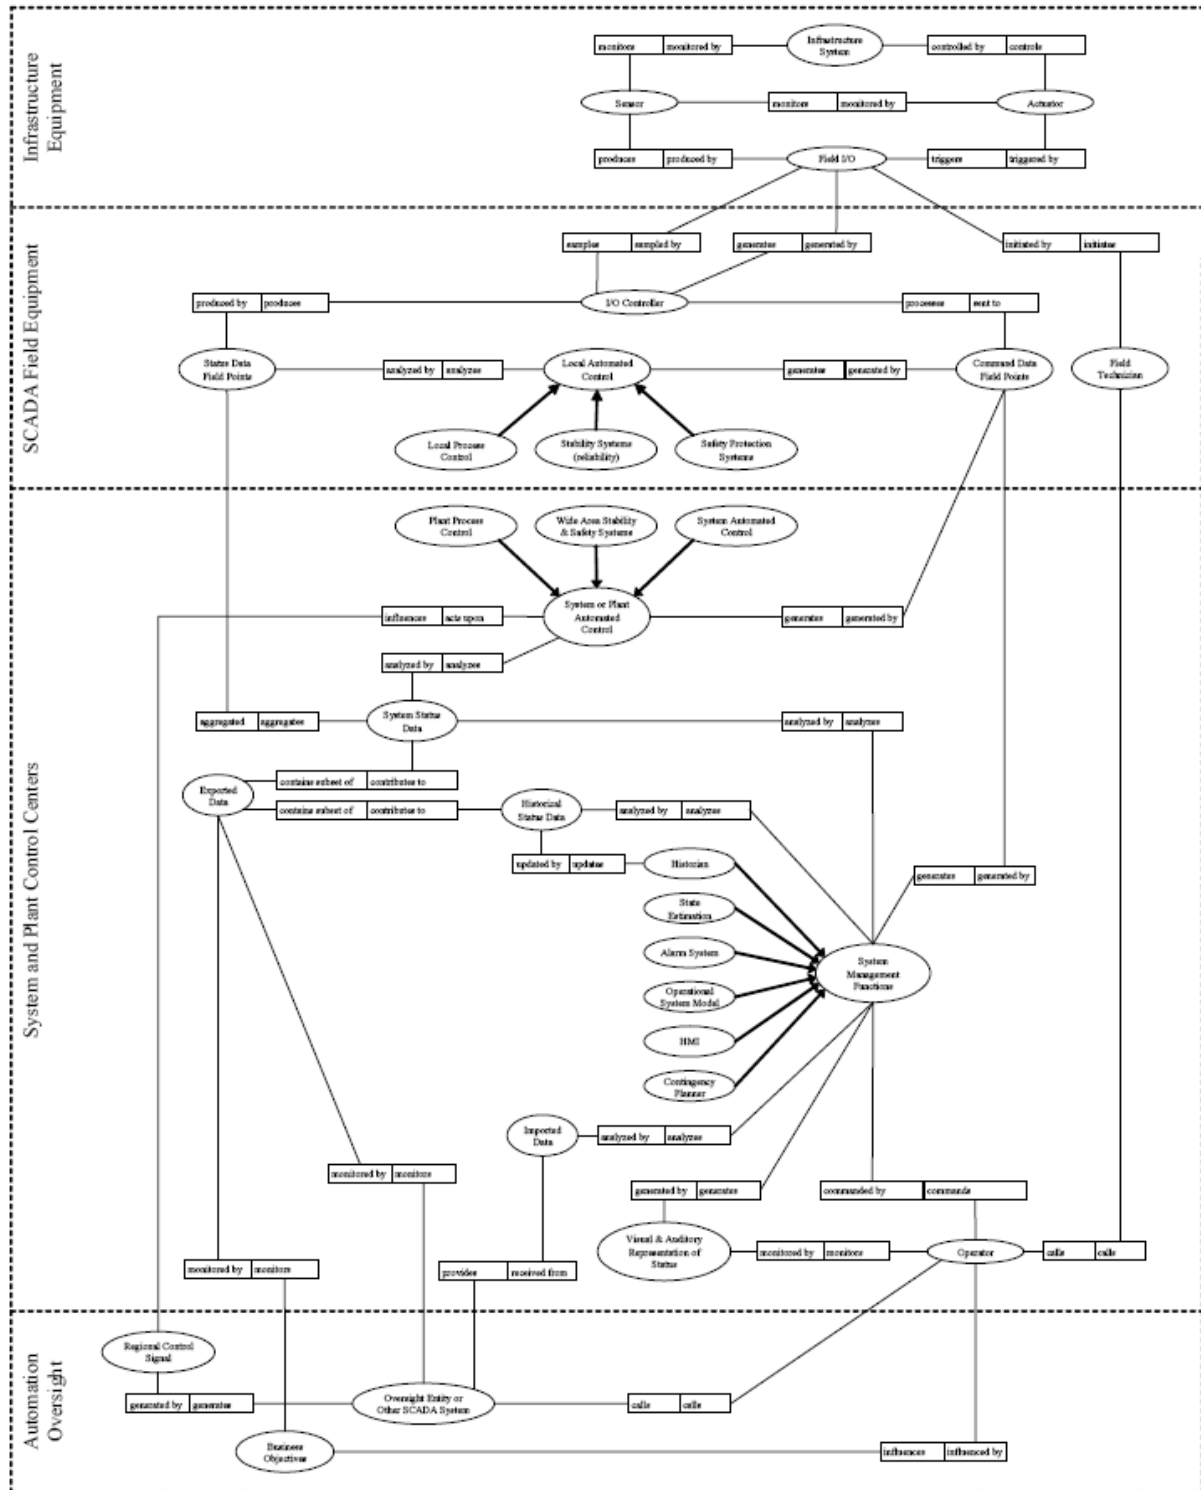 Infrastructure
Equipment
monitors monitored by
Infrastructure
System
controlled by controls
Sensor
monitors monitored by
Actuator
produces produced by
Field I/O
triggers triggered by
SCADA Field Equipment
samples sampled by
generates generated by
initiated by initiates
produced by produces
I/O Controller
processes sent to
Status Data
Field Points
analyzed by analyzes
Local Automated
Control
generates generated by
Command Data
Field Points
Field
Technician
Local Process
Control
Stability Systems
(reliability)
Safety Protection
Systems
System and Plant Control Centers
Plant Process
Control
Wide Area Stability
& Safety Systems
System Automated
Control
influences acts upon
System or Plant
Automated
Control
generates generated by
analyzed by analyzes
aggregated aggregates
System Status
Data
analyzed by analyzes
Exported
Data
contains subset of contributes to
contains subset of contributes to
Historical
Status Data
analyzed by analyzes
updated by updates
Historian
generates generated by
State
Estimation
Alarm System
System
Management
Functions
Operational
System Model
HMI
Contingency
Planner
Imported
Data
analyzed by analyzes
monitored by monitors
generated by generates
commanded by commands
Visual & Auditory
Representation of
Status
monitored by monitors
Operator
calls calls
monitored by monitors
provides received from
Automation
Oversight
Regional Control
Signal
generated by generates
Oversight Entity or
Other SCADA System
calls calls
Business
Objectives
influences influenced by